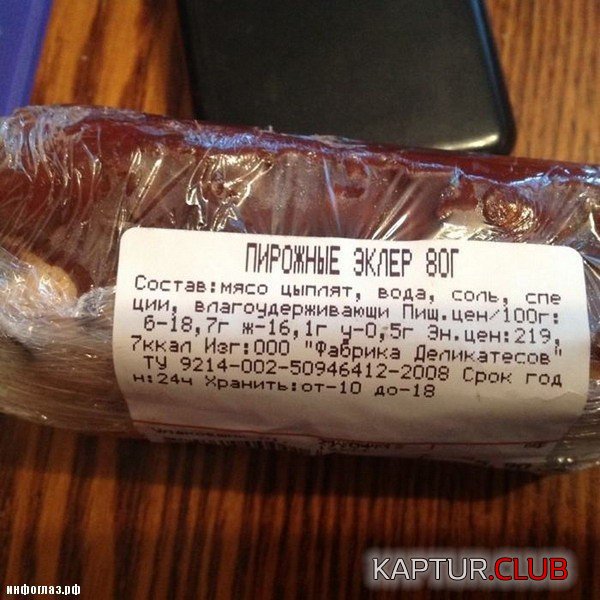 ПИРОЖНЫЕ ЭКЛЕР 80Г
Состав:мясо цыплят, вода, соль, спе
ции, влагоудерживающи Пищ.цен/100г:
б-18,7г ж-16,1г у-0,5г Эн.цен:219,
7ккал Изг:ООО "Фабрика Деликатесов"
ТУ 9214-002-50946412-2008 Срок год
н:24ч Хранить:от-10 до-18
KAPTUR.CLUB
инфоглаз.рф